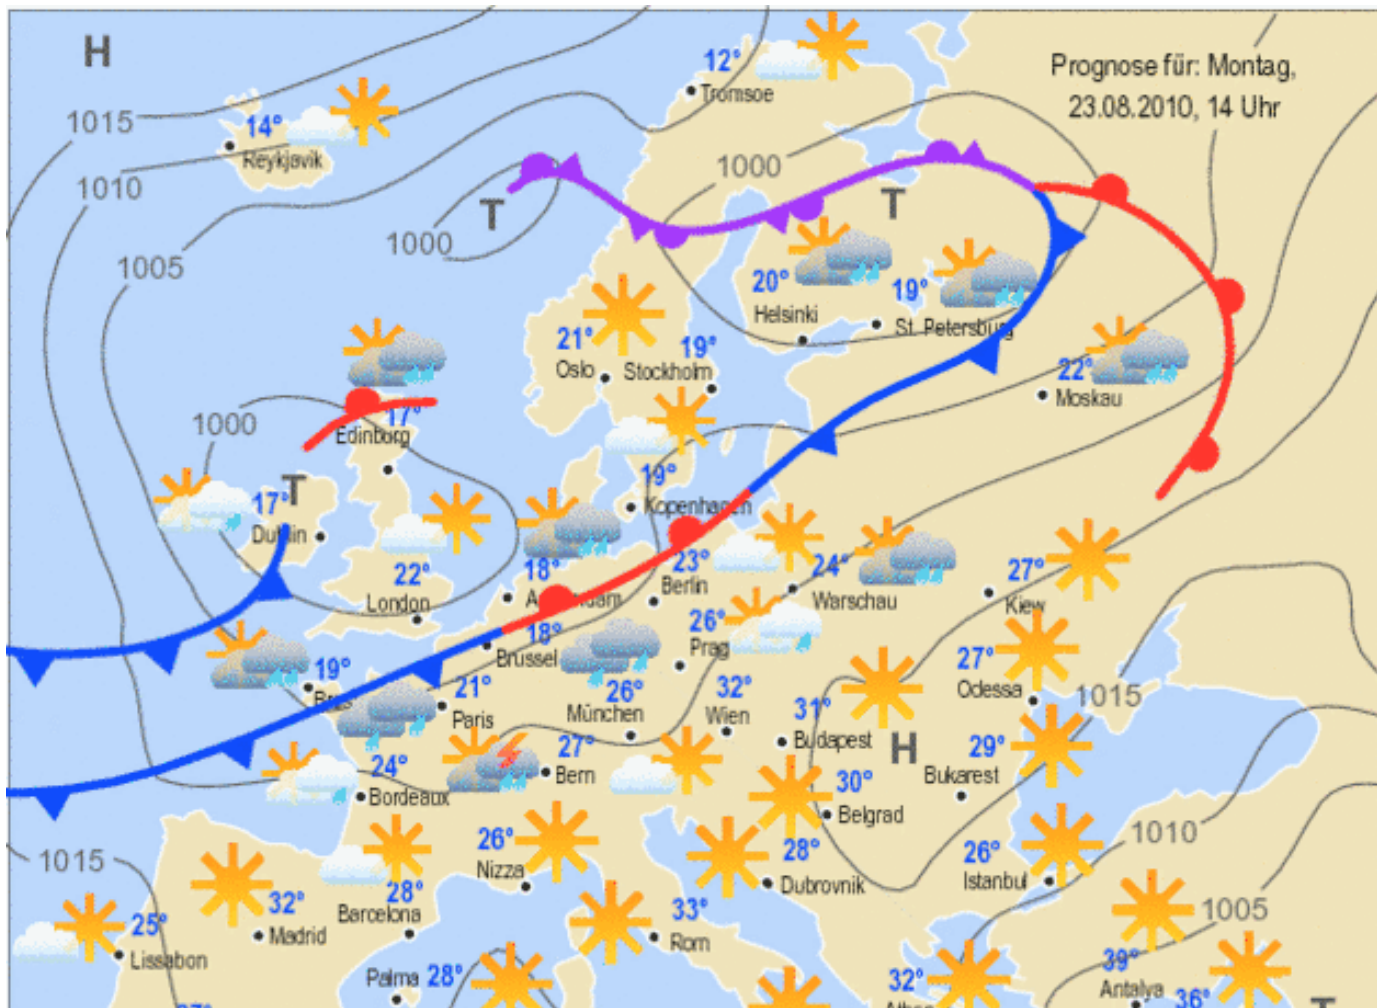 H
12°
Tromsoe
Prognose für: Montag,
23.08.2010, 14 Uhr
1015
14°
Reykjavik
1010
1000
T
T
1000
1005
20°
Helsinki
19°
St. Petersburg
21°
Oslo
19°
Stockholm
22°
Moskau
1000
17°
Edinburg
T
17°
Dublin
19°
Kopenhagen
22°
London
18°
23°
Berlin
24°
Warschau
27°
Kiew
18°
Brüssel
26°
Prag
19°
21°
Paris
26°
München
32°
Wien
31°
Budapest
H
27°
Odessa
1015
29°
Bukarest
24°
Bordeaux
27°
Bern
30°
Belgrad
1010
1015
26°
Nizza
28°
Dubrovnik
26°
Istanbul
32°
Madrid
28°
Barcelona
33°
Rom
1005
25°
Lissabon
Palma
28°
32°
39°
Antalya
36°
T